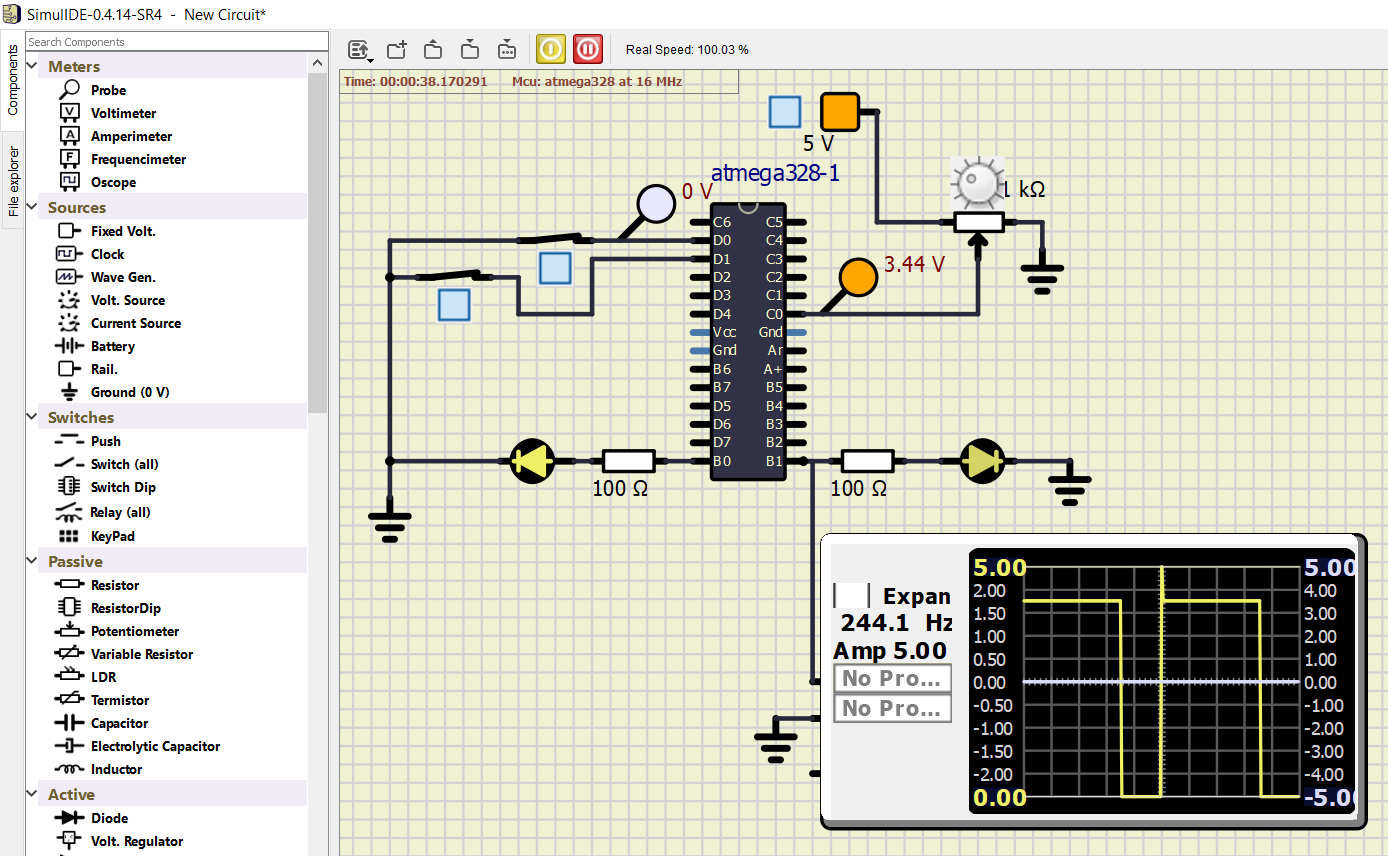 SimulIDE-0.4.14-SR4 - New Circuit*
Components
File explorer
Search Components
Meters
Probe
Voltimeter
Amperimeter
Frequencimeter
Oscope
Sources
Fixed Volt.
Clock
Wave Gen.
Volt. Source
Current Source
Battery
Rail.
Ground (0 V)
Switches
Push
Switch (all)
Switch Dip
Relay (all)
KeyPad
Passive
Resistor
ResistorDip
Potentiometer
Variable Resistor
LDR
Termistor
Capacitor
Electrolytic Capacitor
Inductor
Active
Diode
Volt. Regulator
Real Speed: 100.03 %
Time: 00:00:38.170291 Mcu: atmega328 at 16 MHz
5 V
atmega328-1
0 V
1 kΩ
3.44 V
C6 C5
D0 C4
D1 C3
D2 C2
D3 C1
D4 C0
Vcc Gnd
Gnd Ar
B6 A+
B7 B5
D5 B4
D6 B3
D7 B2
B0 B1
100 Ω
100 Ω
Expan
244.1 Hz
Amp 5.00
No Pro...
No Pro...
5.00 5.00
2.00 4.00
1.50 3.00
1.00 2.00
0.50 1.00
0.00 0.00
-0.50 -1.00
-1.00 -2.00
-1.50 -3.00
-2.00 -4.00
0.00 -5.0